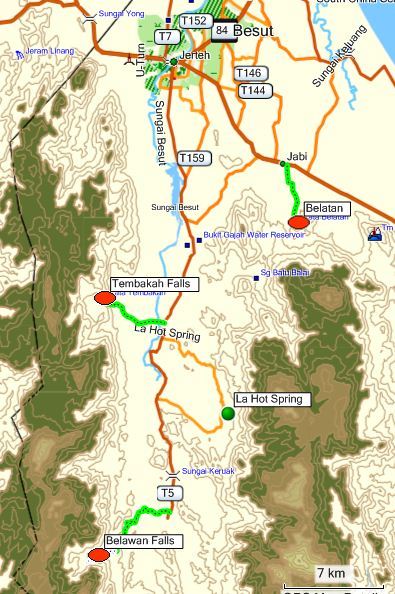 South China
Sungai Yong
T152
84
Besut
T7
Jeram Linang
Jerteh
T146
Sungai Keluang
T144
Sungai Besut
T159
Jabi
Belatan
Sungai Besut
Bukit Gajah Water Reservoir
Tm
Sg Batu Balai
Tembakah Falls
La Hot Spring
La Hot Spring
Sungai Keruak
T5
Belawan Falls
7 km